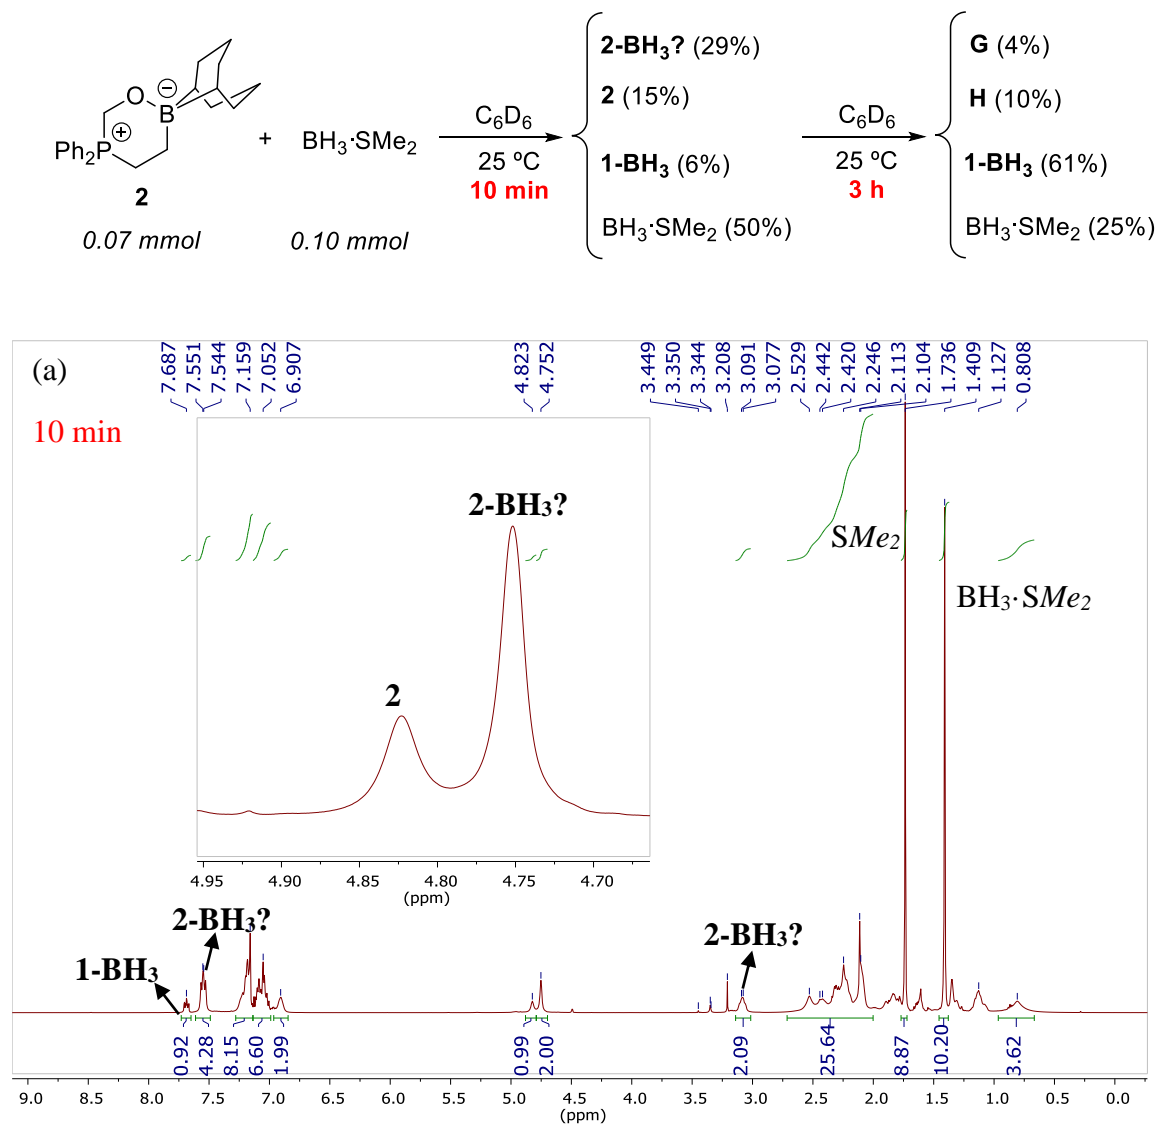 O
B
⊖
Ph2P
⊕
2
0.07 mmol
+
BH3·SMe2
0.10 mmol
C6D6
25 ºC
10 min
2-BH3? (29%)
2 (15%)
1-BH3 (6%)
BH3·SMe2 (50%)
C6D6
25 ºC
3 h
G (4%)
H (10%)
1-BH3 (61%)
BH3·SMe2 (25%)
(a)
10 min
7.687
7.551
7.544
7.159
7.052
6.907
4.823
4.752
3.449
3.350
3.344
3.208
3.091
3.077
2.529
2.442
2.420
2.246
2.113
2.104
1.736
1.409
1.127
0.808
2-BH3?
2
SMe2
BH3·SMe2
4.95 4.90 4.85 4.80 4.75 4.70
(ppm)
2-BH3?
1-BH3
2-BH3?
0.92
4.28
8.15
6.60
1.99
0.99
2.00
2.09
25.64
8.87
10.20
3.62
9.0 8.5 8.0 7.5 7.0 6.5 6.0 5.5 5.0 4.5 4.0 3.5 3.0 2.5 2.0 1.5 1.0 0.5 0.0
(ppm)